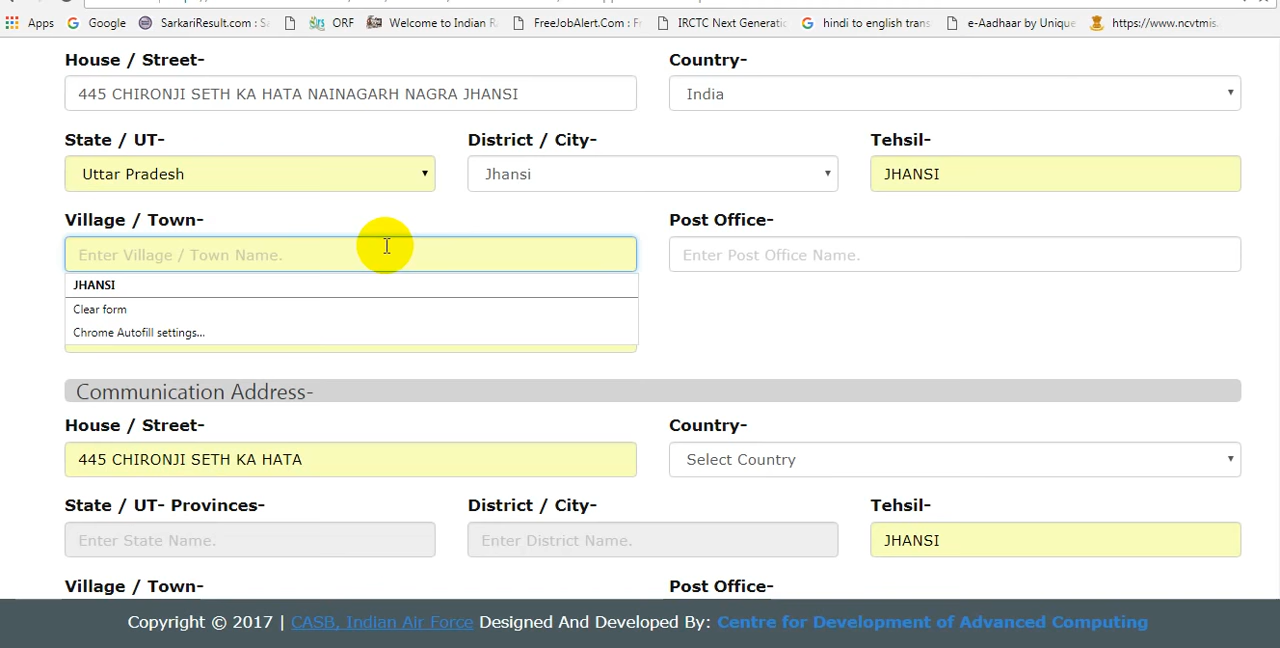 Apps Google SarkariResult.com : Sa ORF Welcome to Indian R FreeJobAlert.Com : Fr IRCTC Next Generatio hindi to english trans e-Aadhaar by Unique https://www.ncvtmis.
House / Street- Country-
445 CHIRONJI SETH KA HATA NAINAGARH NAGRA JHANSI India
State / UT- District / City- Tehsil-
Uttar Pradesh Jhansi JHANSI
Village / Town- Post Office-
Enter Village / Town Name. Enter Post Office Name.
JHANSI
Clear form
Chrome Autofill settings...
Communication Address-
House / Street- Country-
445 CHIRONJI SETH KA HATA Select Country
State / UT- Provinces- District / City- Tehsil-
Enter State Name. Enter District Name. JHANSI
Village / Town- Post Office-
Copyright © 2017 | CASB, Indian Air Force Designed And Developed By: Centre for Development of Advanced Computing